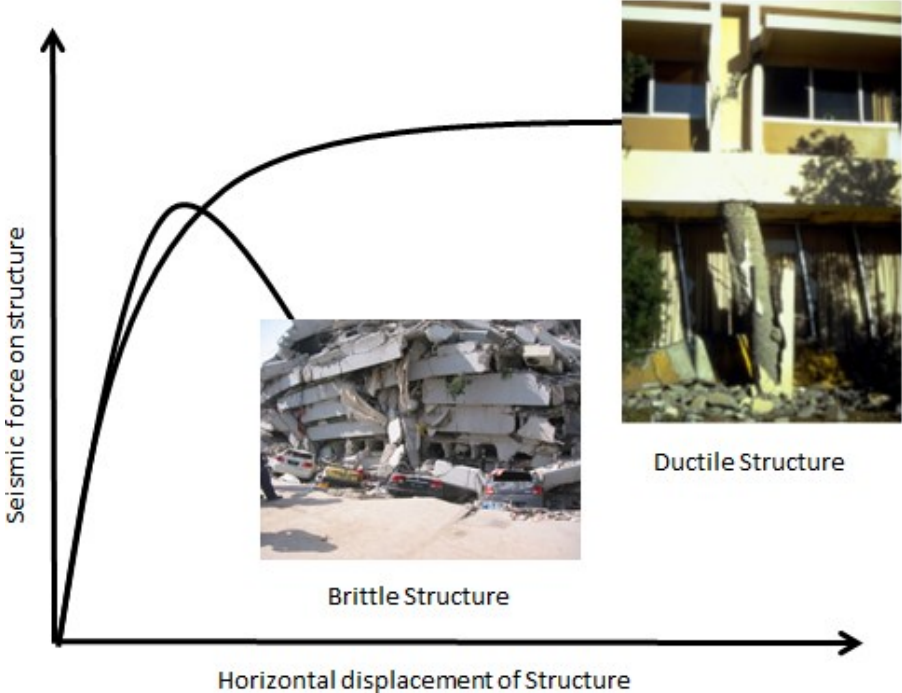 Seismic force on structure
Ductile Structure
Brittle Structure
Horizontal displacement of Structure